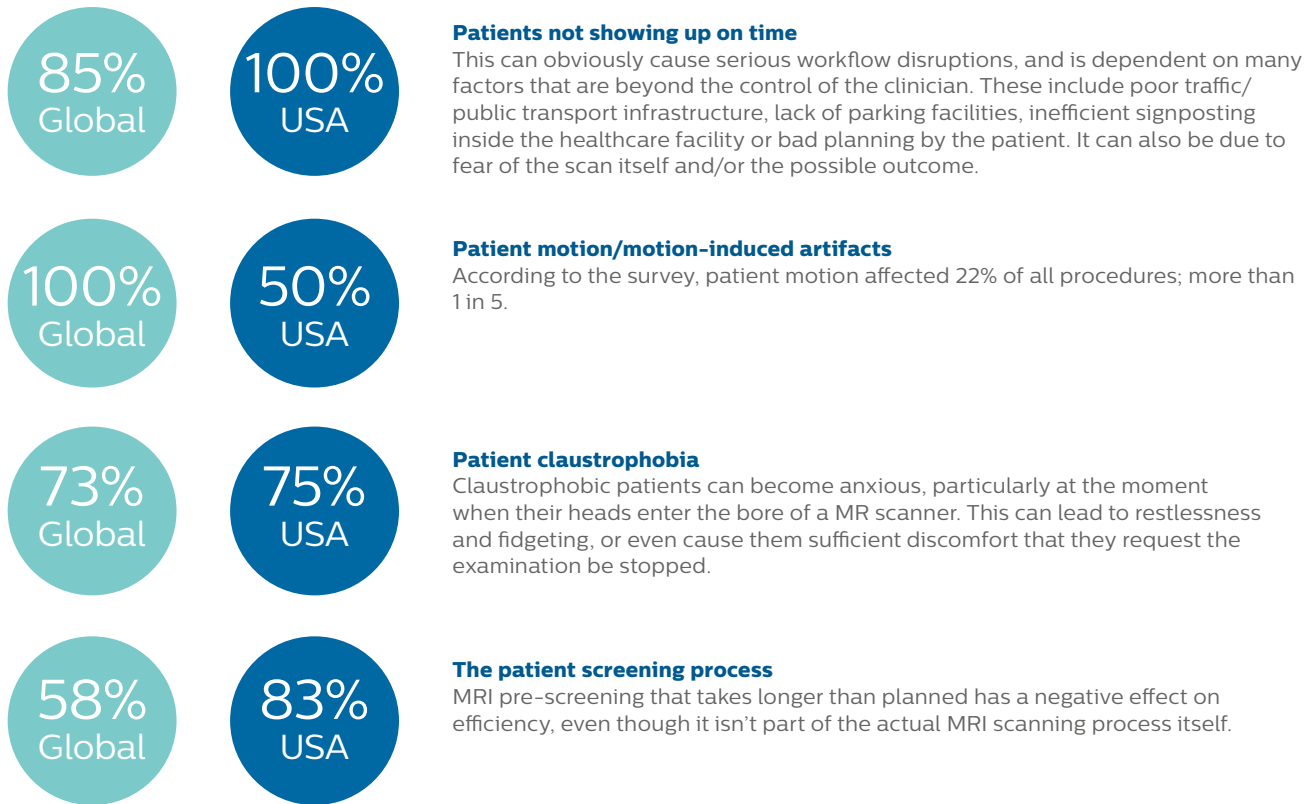 85%
Global
100%
USA
Patients not showing up on time
This can obviously cause serious workflow disruptions, and is dependent on many
factors that are beyond the control of the clinician. These include poor traffic/
public transport infrastructure, lack of parking facilities, inefficient signposting
inside the healthcare facility or bad planning by the patient. It can also be due to
fear of the scan itself and/or the possible outcome.
100%
Global
50%
USA
Patient motion/motion-induced artifacts
According to the survey, patient motion affected 22% of all procedures; more than
1 in 5.
73%
Global
75%
USA
Patient claustrophobia
Claustrophobic patients can become anxious, particularly at the moment
when their heads enter the bore of a MR scanner. This can lead to restlessness
and fidgeting, or even cause them sufficient discomfort that they request the
examination be stopped.
58%
Global
83%
USA
The patient screening process
MRI pre-screening that takes longer than planned has a negative effect on
efficiency, even though it isn't part of the actual MRI scanning process itself.